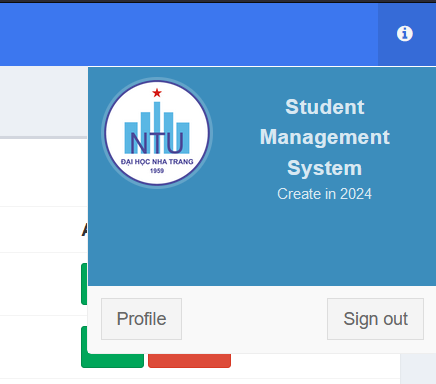 NTU
ĐẠI HỌC NHA TRANG
1959
Student
Management
System
Create in 2024
A
Profile
Sign out